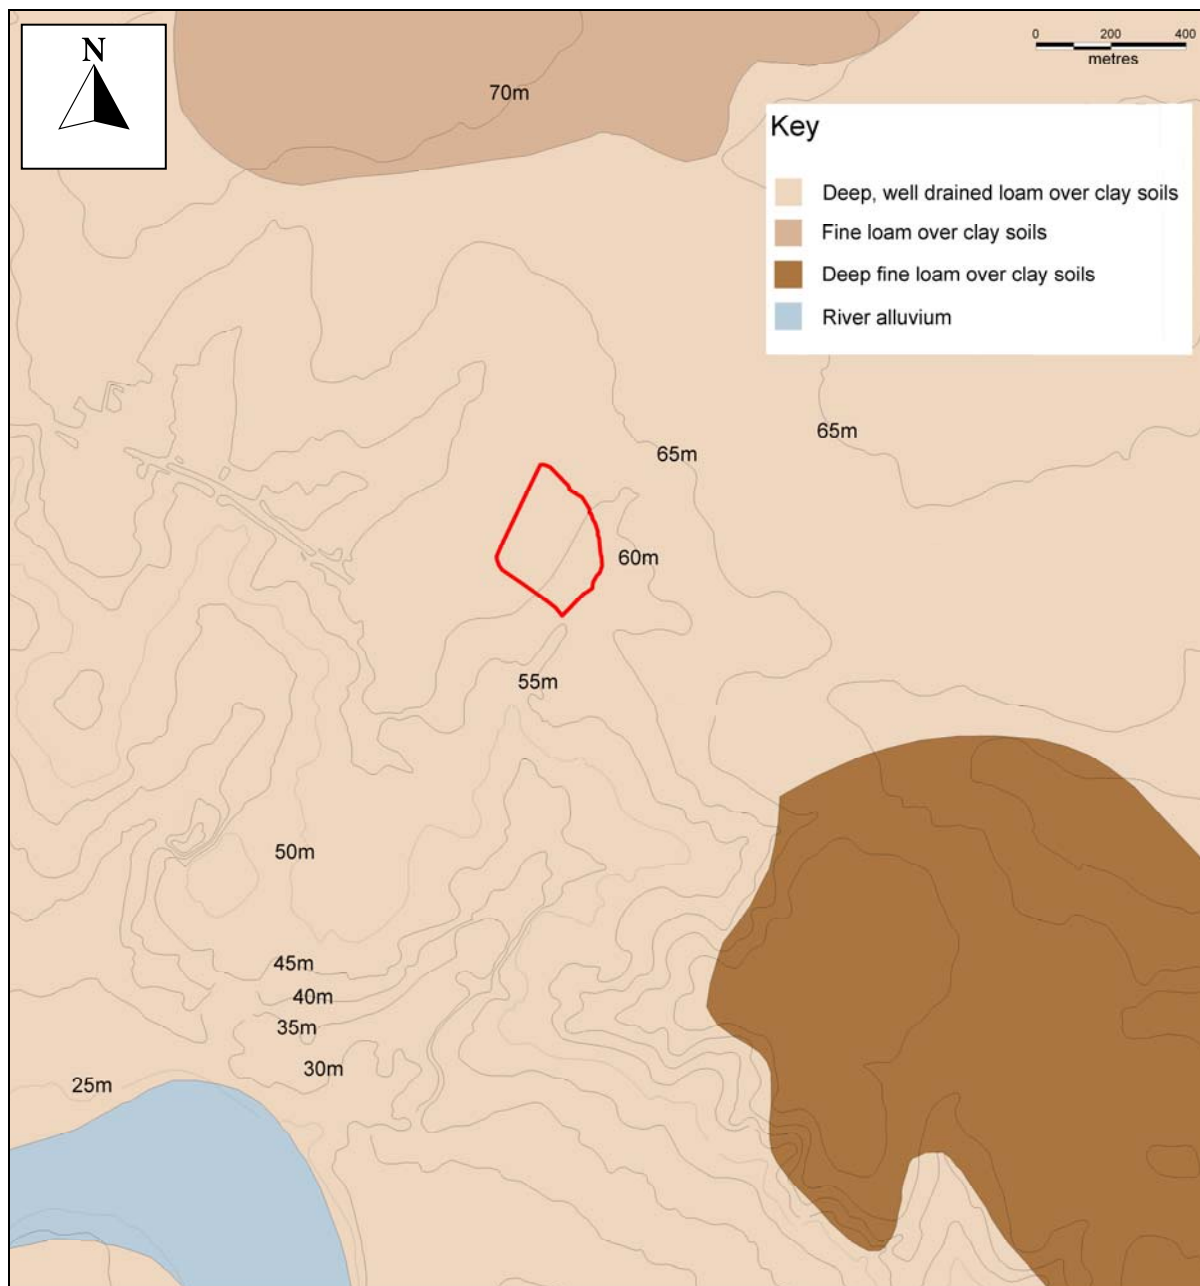 N
0 200 400
metres
70m
Key
Deep, well drained loam over clay soils
Fine loam over clay soils
Deep fine loam over clay soils
River alluvium
65m
65m
60m
55m
50m
45m
40m
35m
30m
25m